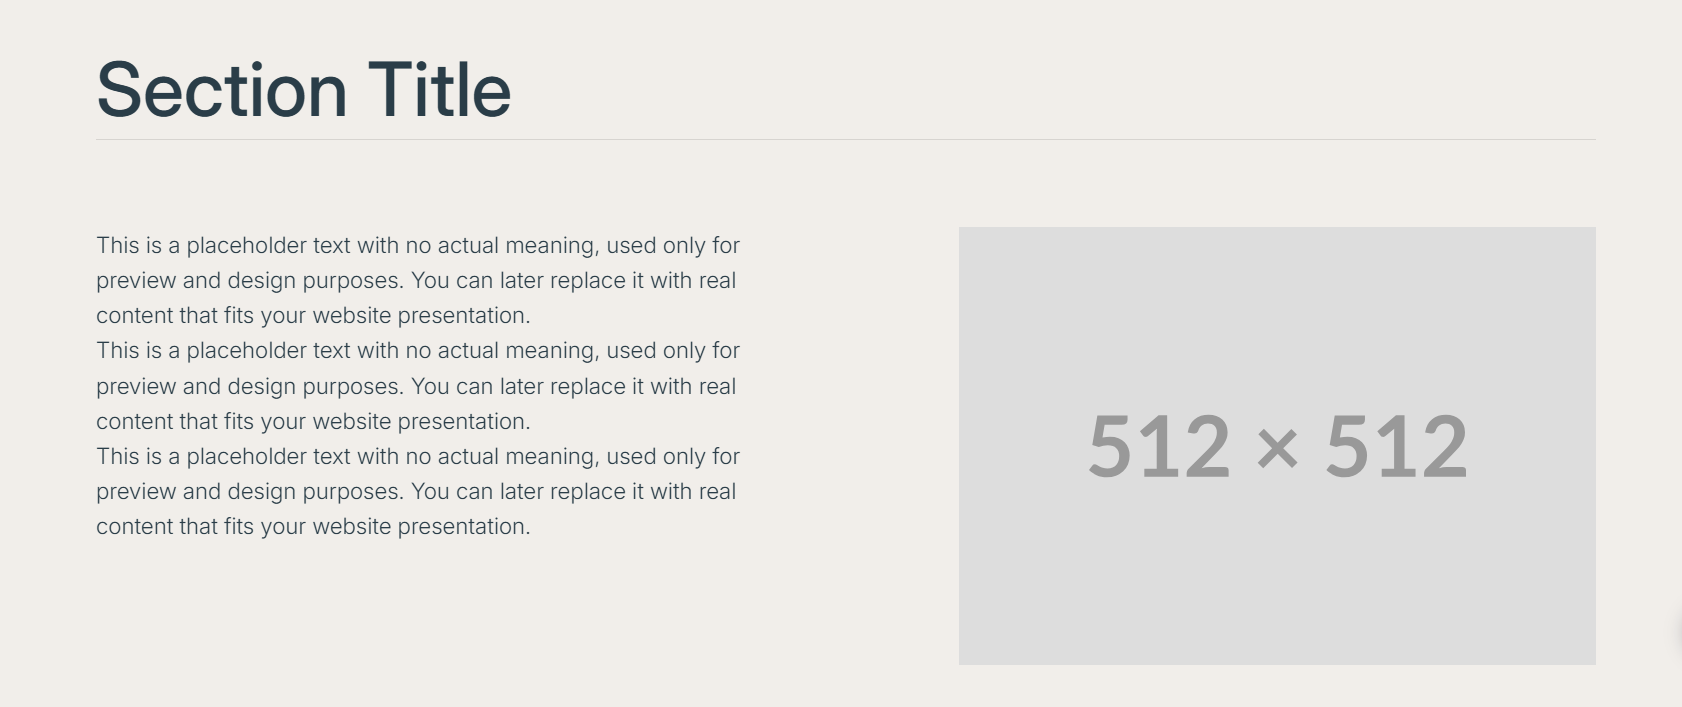 Section Title
This is a placeholder text with no actual meaning, used only for
preview and design purposes. You can later replace it with real
content that fits your website presentation.
This is a placeholder text with no actual meaning, used only for
preview and design purposes. You can later replace it with real
content that fits your website presentation.
This is a placeholder text with no actual meaning, used only for
preview and design purposes. You can later replace it with real
content that fits your website presentation.
512 × 512